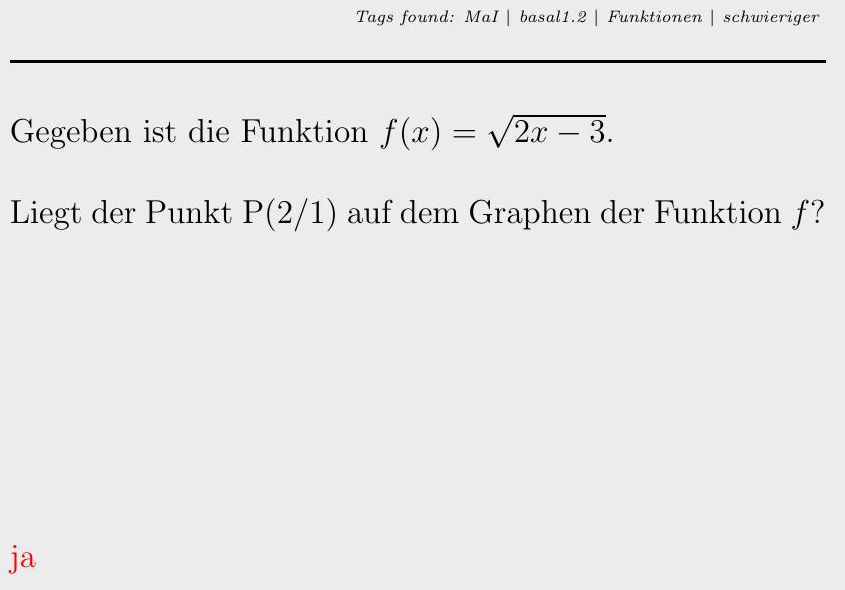 Tags found: MaI | basal1.2 | Funktionen | schwieriger
Gegeben ist die Funktion f(x) = √2x − 3.
Liegt der Punkt P(2/1) auf dem Graphen der Funktion f?
ja